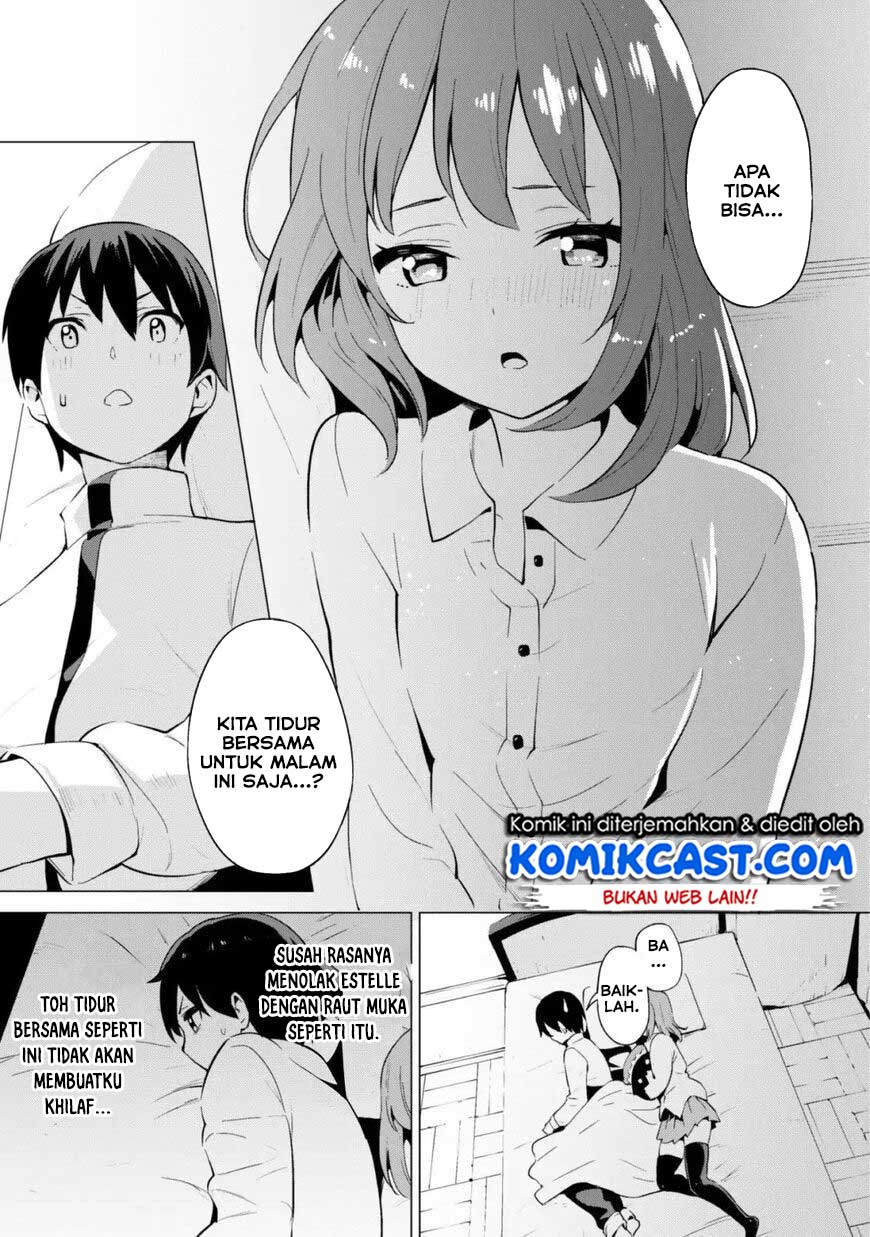 APA
TIDAK
BISA...
KITA TIDUR
BERSAMA
UNTUK MALAM
INI SAJA...?
Komik ini diterjemahkan & diedit oleh
KOMIKCAST.COM
BUKAN WEB LAIN!!
BA
...
BAIK-
LAH.
SUSAH RASANYA
MENOLAK ESTELLE
DENGAN RAUT MUKA
SEPERTI ITU.
TOH TIDUR
BERSAMA SEPERTI
INI TIDAK AKAN
MEMBUATKU
KHILAF...